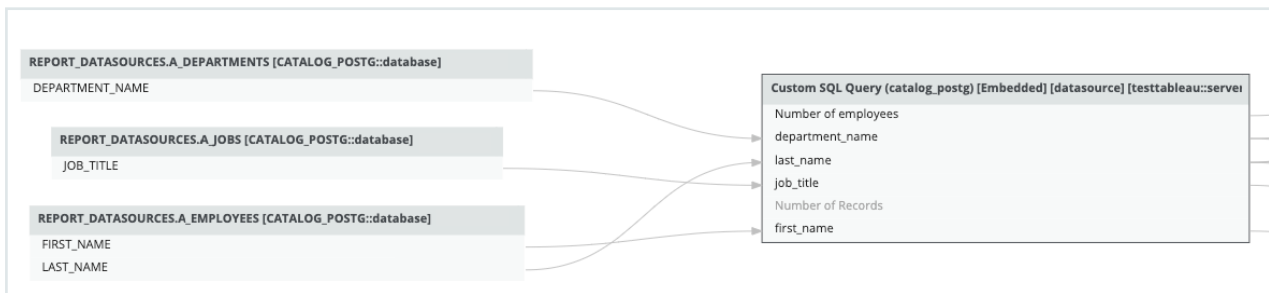 REPORT_DATASOURCES.A_DEPARTMENTS [CATALOG_POSTG::database]
DEPARTMENT_NAME
REPORT_DATASOURCES.A_JOBS [CATALOG_POSTG::database]
JOB_TITLE
REPORT_DATASOURCES.A_EMPLOYEES [CATALOG_POSTG::database]
FIRST_NAME
LAST_NAME
Custom SQL Query (catalog_postg) [Embedded] [datasource] [testtableau::server
Number of employees
department_name
last_name
job_title
Number of Records
first_name